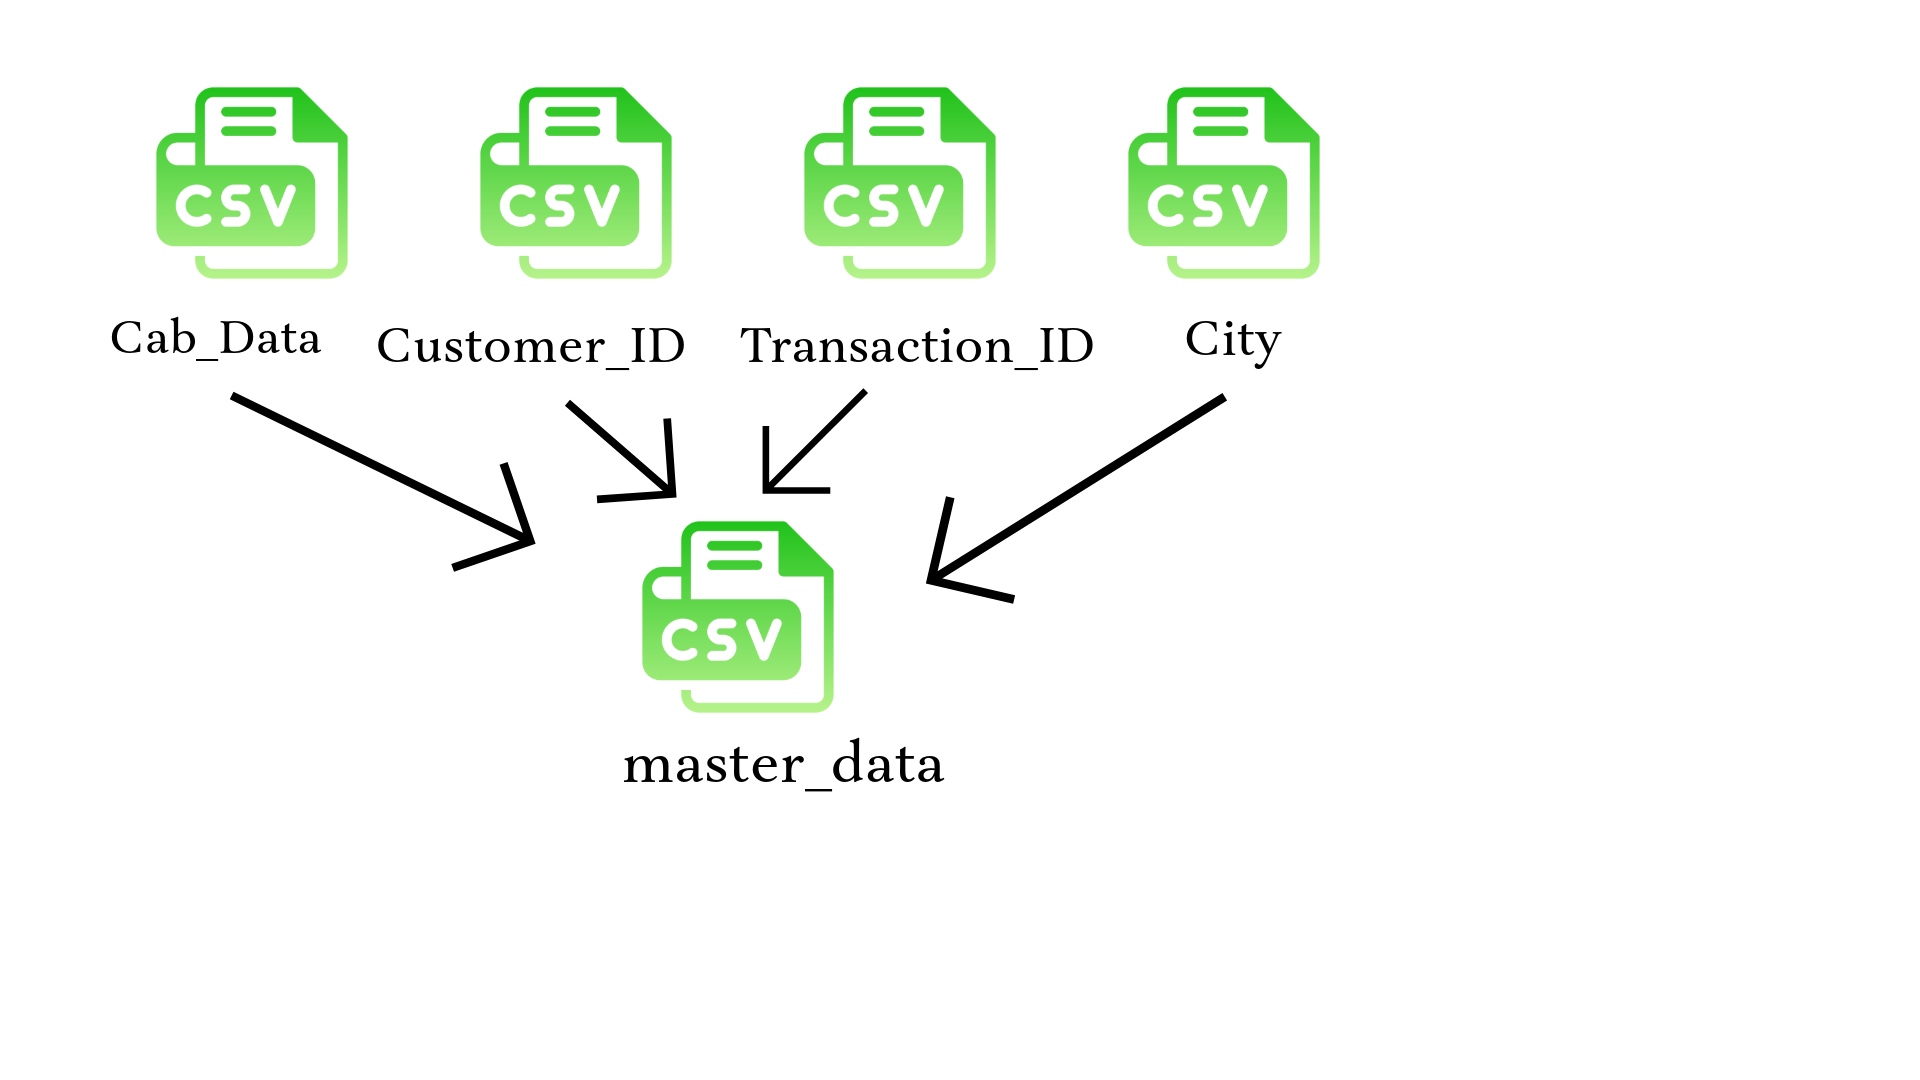 CSV CSV CSV CSV
Cab_Data Customer_ID Transaction_ID City
CSV
master_data